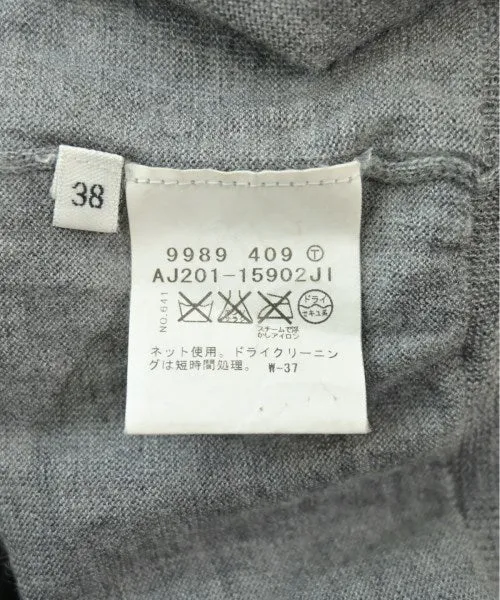 38
9989 409 Ⓣ
AJ201-15902JI
NO.641
ドライ
セキユ系
スチームで浮
かしアイロン
ネット使用。ドライクリーニン
グは短時間処理。 W-37